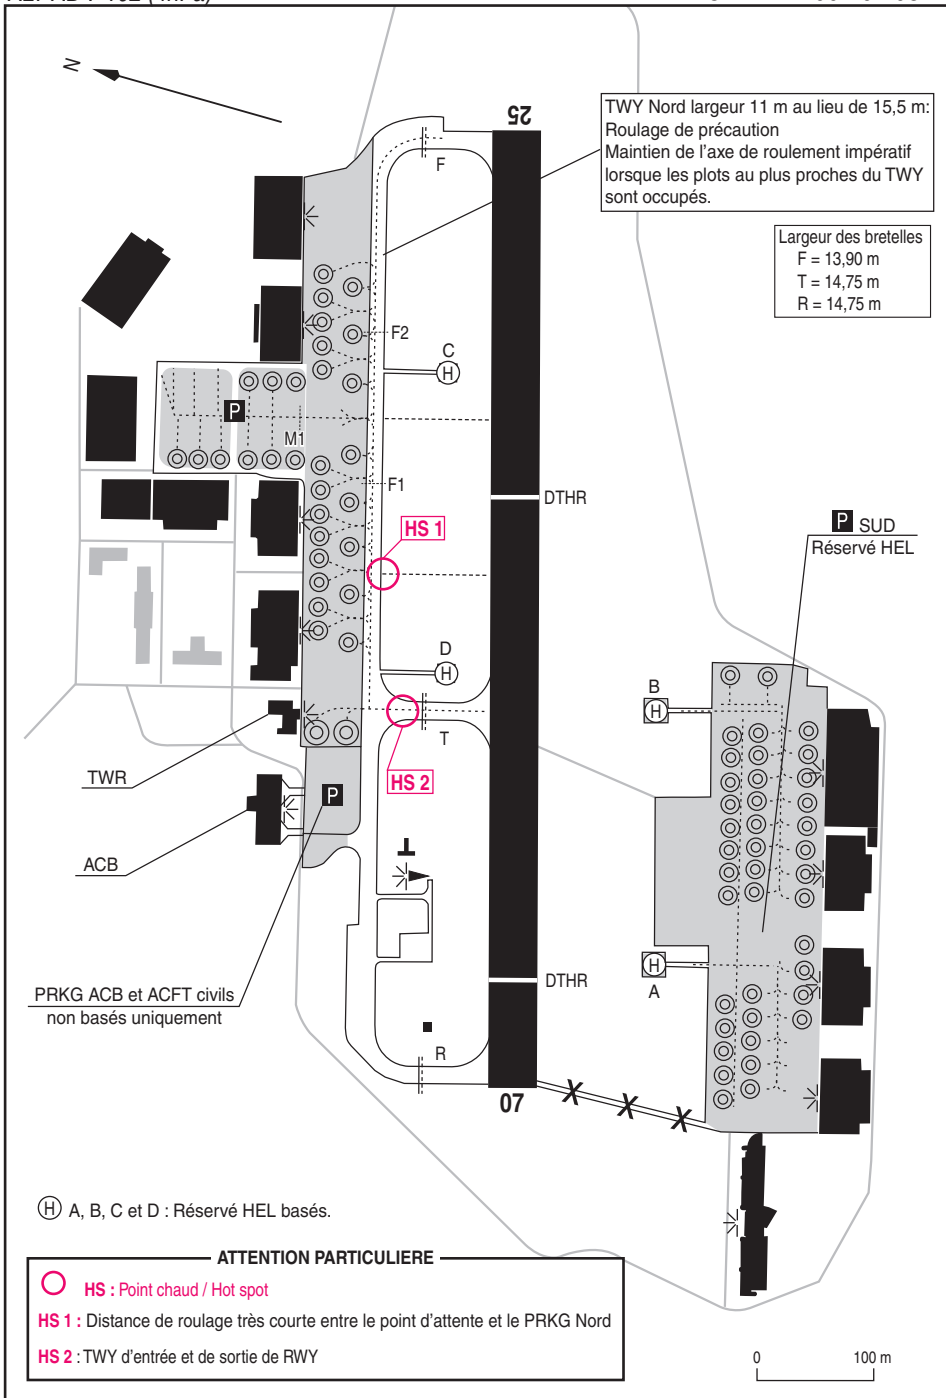 N
TWY Nord largeur 11 m au lieu de 15,5 m:
Roulage de précaution
Maintien de l'axe de roulement impératif
lorsque les plots au plus proches du TWY
sont occupés.
Largeur des bretelles
F = 13,90 m
T = 14,75 m
R = 14,75 m
25
F
F2
C
H
P
M1
F1
DTHR
HS 1
P SUD
Réservé HEL
D
H
B
H
T
HS 2
TWR
P
ACB
H
A
DTHR
PRKG ACB et ACFT civils
non basés uniquement
R
07
X X X
H A, B, C et D : Réservé HEL basés.
ATTENTION PARTICULIERE
HS : Point chaud / Hot spot
HS 1 : Distance de roulage très courte entre le point d'attente et le PRKG Nord
HS 2 : TWY d'entrée et de sortie de RWY
0 100 m